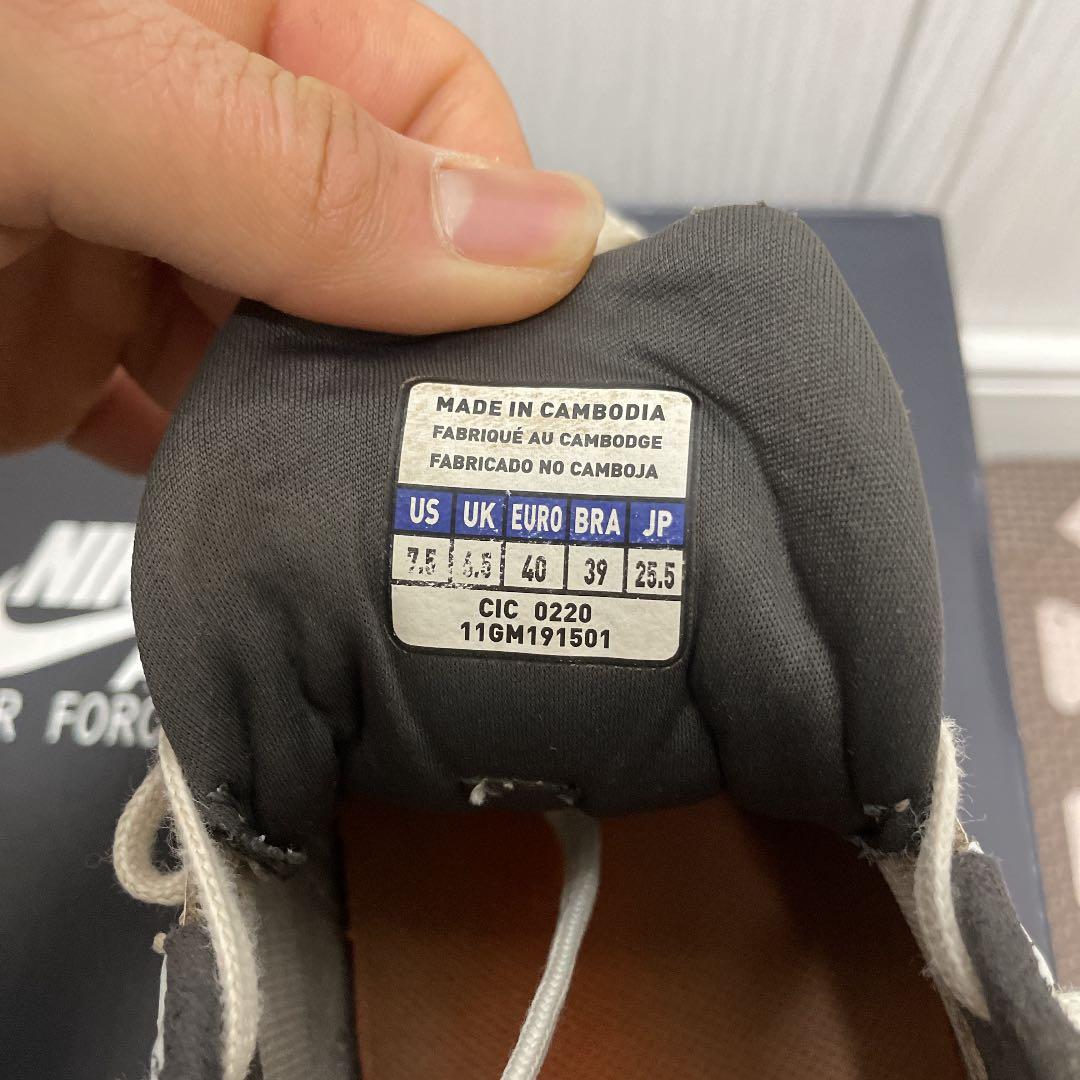 MADE IN CAMBODIA
FABRIQUÉ AU CAMBODGE
FABRICADO NO CAMBOJA
US UK EURO BRA JP
7.5 6.5 40 39 25.5
CIC 0220
11GM191501